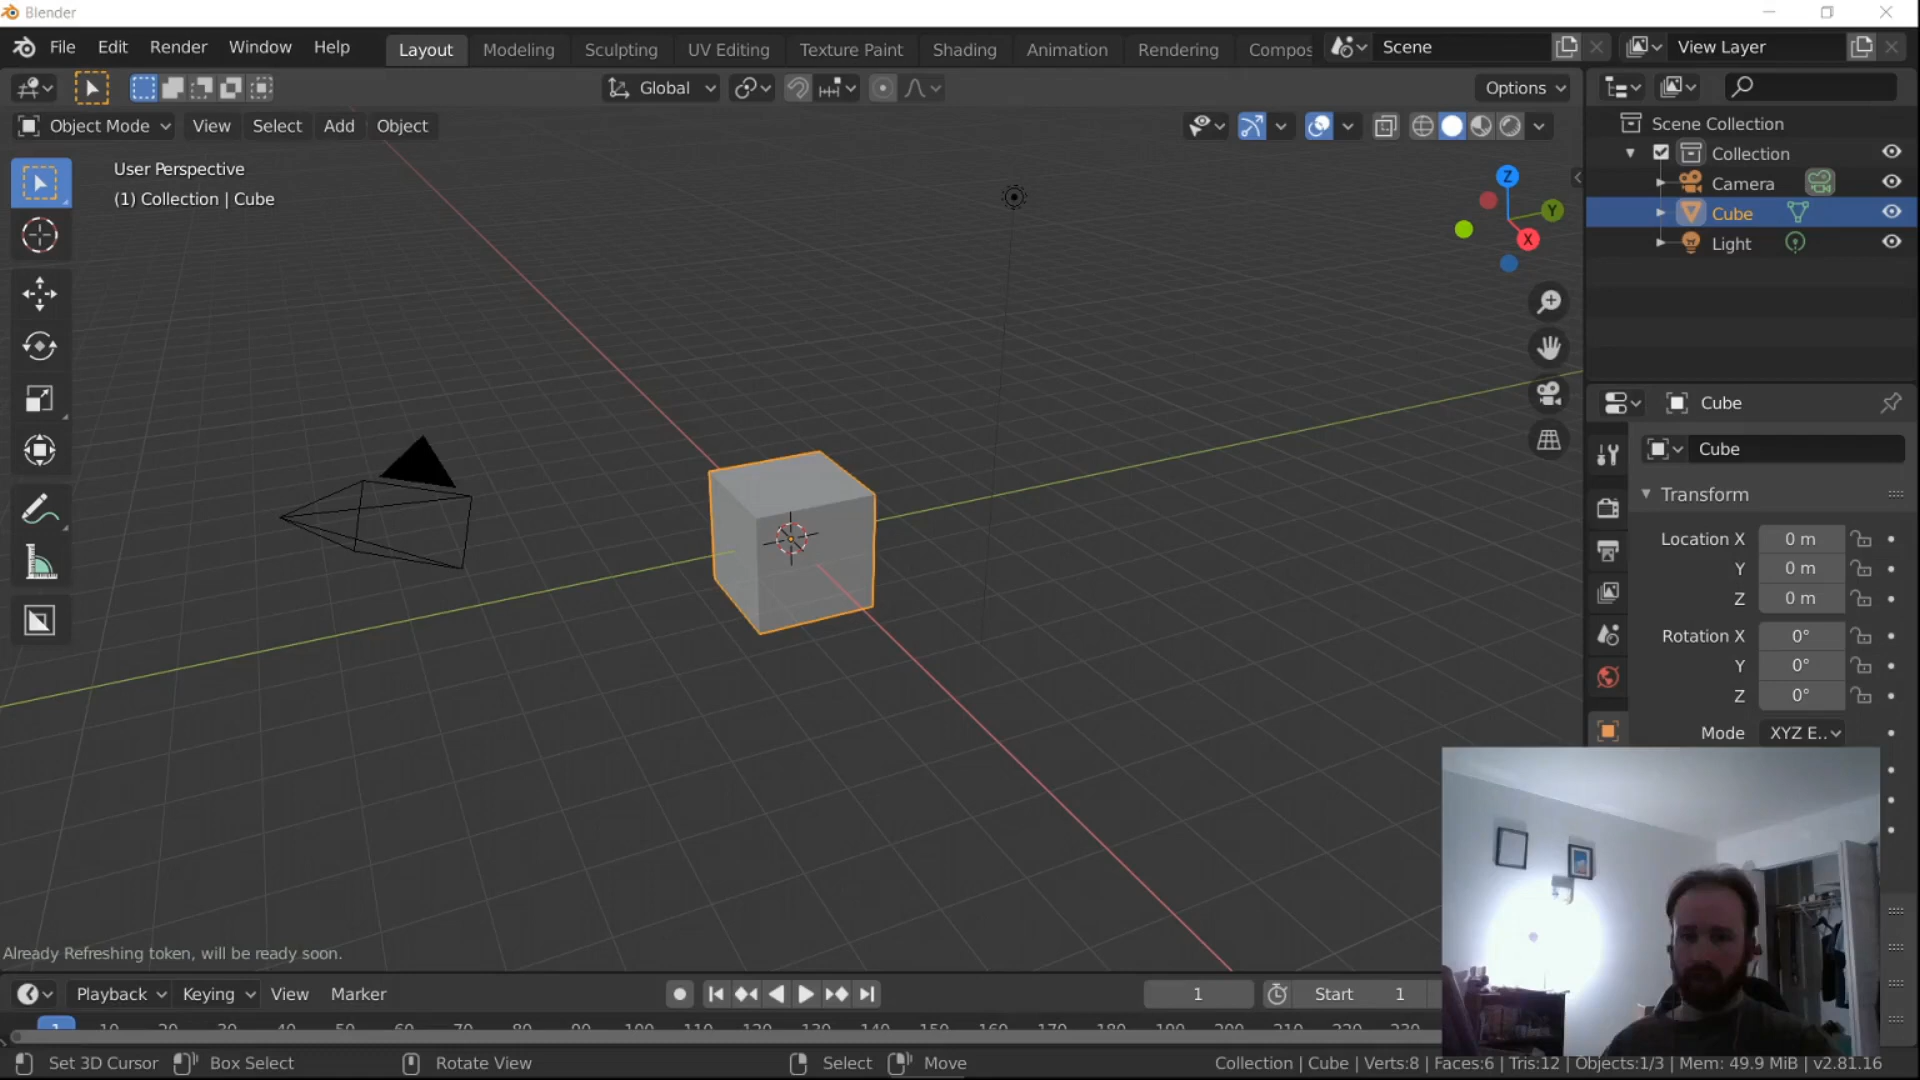 Blender
File Edit Render Window Help Layout Modeling Sculpting UV Editing Texture Paint Shading Animation Rendering Compos Scene View Layer
Global Options
Object Mode View Select Add Object
User Perspective
(1) Collection | Cube
Z
Y
X
Scene Collection
Collection
Camera
Cube
Light
Cube
Cube
Transform
Location X 0 m
Y 0 m
Z 0 m
Rotation X 0°
Y 0°
Z 0°
Mode XYZ E..
Already Refreshing token, will be ready soon.
Playback Keying View Marker 1 Start 1
1 10 20 30 40 50 60 70 80 90 100 110 120 130 140 150 160 170 180 190 200 210 220 230
Set 3D Cursor Box Select Rotate View Select Move Collection | Cube | Verts:8 | Faces:6 | Tris:12 | Objects:1/3 | Mem: 49.9 MiB | v2.81.16